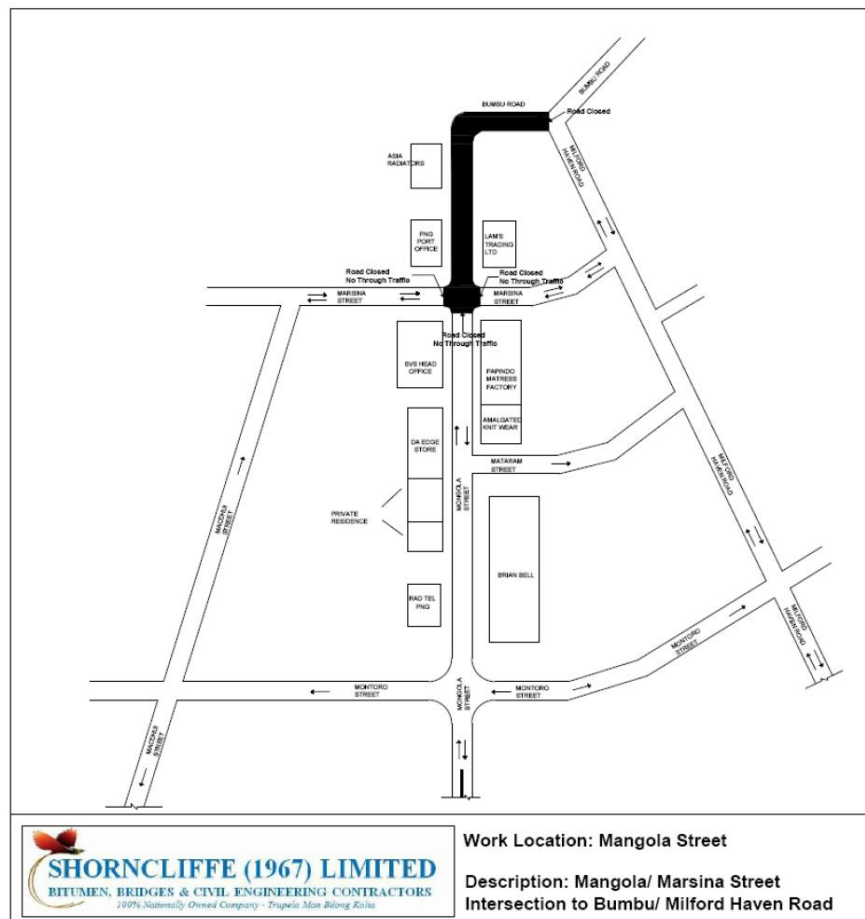 BUMBU ROAD
BUMBU ROAD
Road Closed
ASIA
RADIATORS
MILFORD
HAVEN ROAD
PNG
PORT
OFFICE
LAM'S
TRADING
LTD
Road Closed
No Through Traffic
Road Closed
No Through Traffic
MARSINA
STREET
MARSINA
STREET
Road Closed
No Through Traffic
SVS HEAD
OFFICE
PAPINDO
MATRESS
FACTORY
AMALGATED
KNIT WEAR
DA EDGE
STORE
MATARAM
STREET
MILFORD
HAVEN ROAD
MONGOLA
STREET
MACDAUI
STREET
PRIVATE
RESIDENCE
BRIAN BELL
RAD TEL
PNG
MILFORD
HAVEN ROAD
MONTORO
STREET
MONGOLA
STREET
MONTORO
STREET
MACDAUI
STREET
SHORNCLIFFE (1967) LIMITED
BITUMEN, BRIDGES & CIVIL ENGINEERING CONTRACTORS
100% Nationally Owned Company - Trupela Man Bilong Kolta
Work Location: Mangola Street
Description: Mangola/ Marsina Street
Intersection to Bumbu/ Milford Haven Road